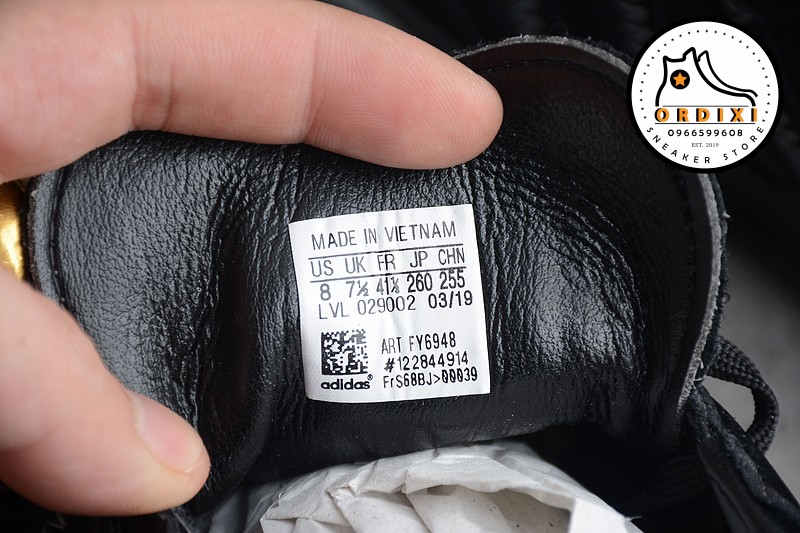 MADE IN VIETNAM
US UK FR JP CHN
8 7½ 41⅓ 260 255
LVL 029002 03/19
ART FY6948
#122844914
FrS68BJ>00039
adidas®
ORDIXI
0966599608
EST. 2019
SNEAKER STORE